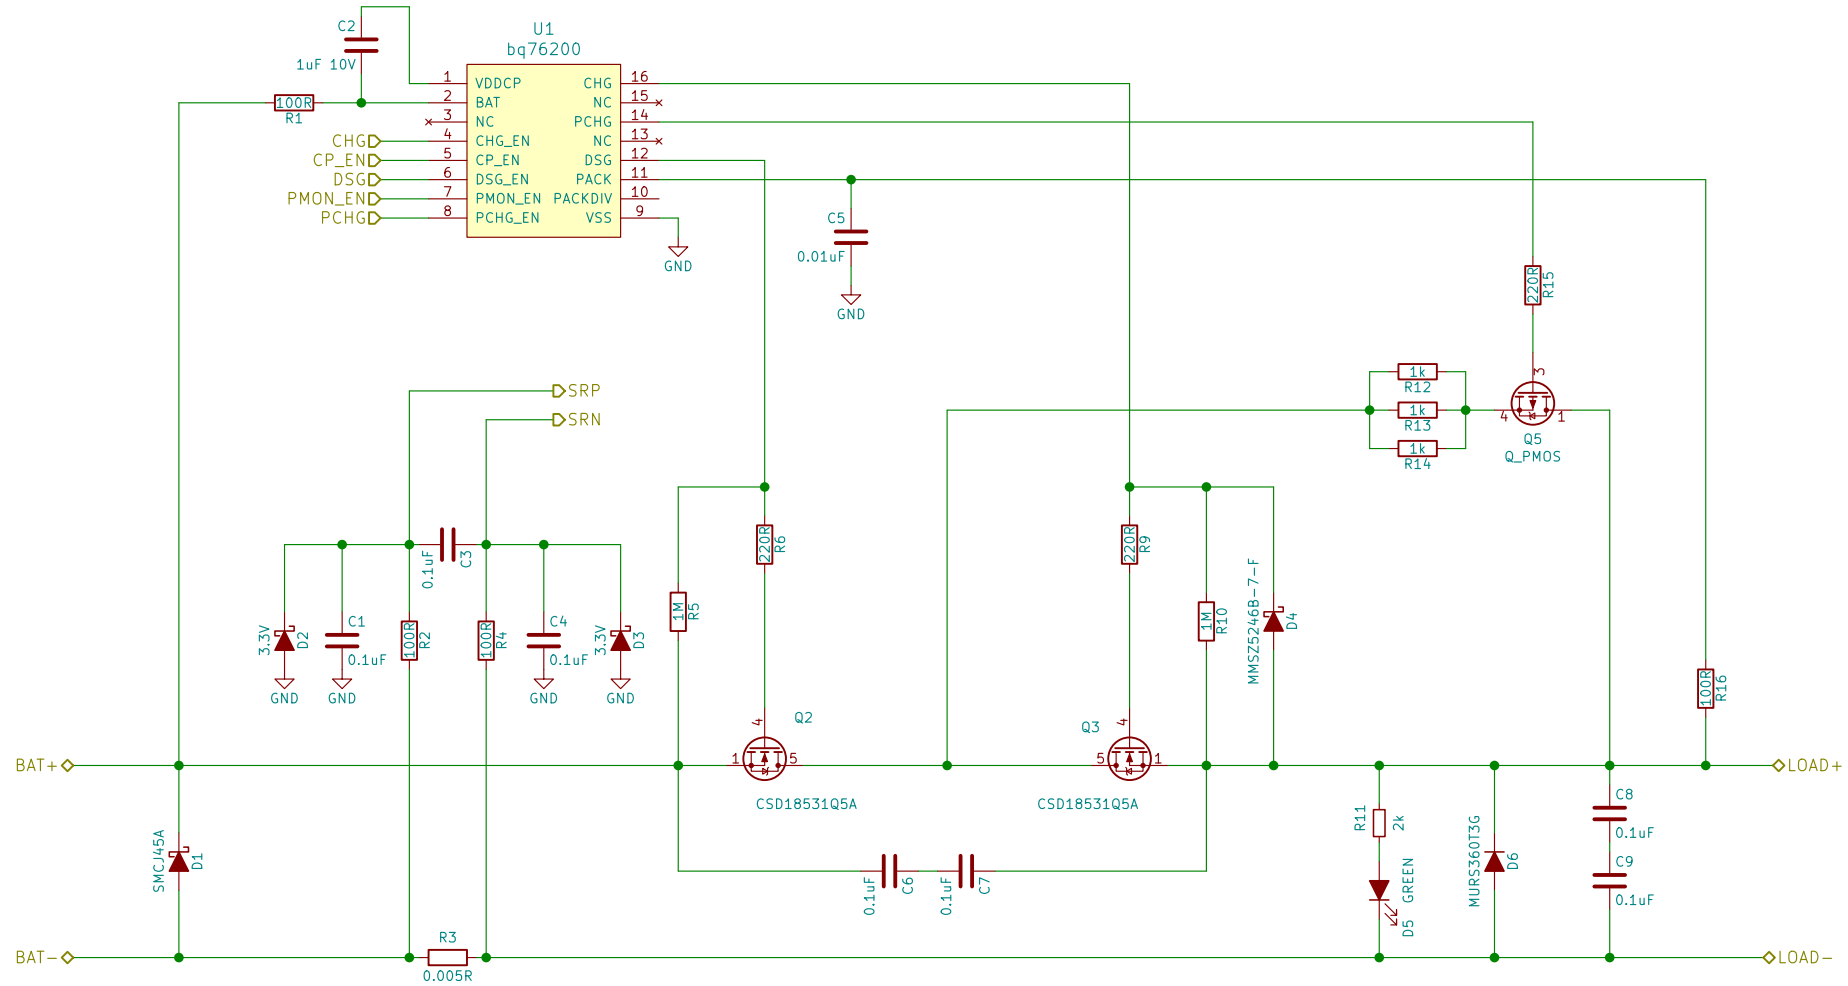 C2
1uF 10V
U1
bq76200
100R
R1
1
2
3
4
5
6
7
8
VDDCP
BAT
NC
CHG_EN
CP_EN
DSG_EN
PMON_EN
PCHG_EN
CHG
NC
PCHG
NC
DSG
PACK
PACKDIV
VSS
16
15
14
13
12
11
10
9
CHG
CP_EN
DSG
PMON_EN
PCHG
GND
C5
0.01uF
GND
220R
R15
1k
R12
1k
R13
1k
R14
3
4
1
Q5
Q_PMOS
SRP
SRN
0.1uF
C3
3.3V
D2
GND
C1
0.1uF
GND
100R
R2
100R
R4
C4
0.1uF
GND
3.3V
D3
GND
1M
R5
220R
R6
220R
R9
1M
R10
MMSZ5246B-7-F
D4
100R
R16
Q2
4
1
5
CSD18531Q5A
Q3
4
5
1
CSD18531Q5A
BAT+
LOAD+
SMCJ45A
D1
0.1uF
C6
0.1uF
C7
R11
2k
GREEN
D5
MURS360T3G
D6
C8
0.1uF
C9
0.1uF
BAT-
R3
0.005R
LOAD-